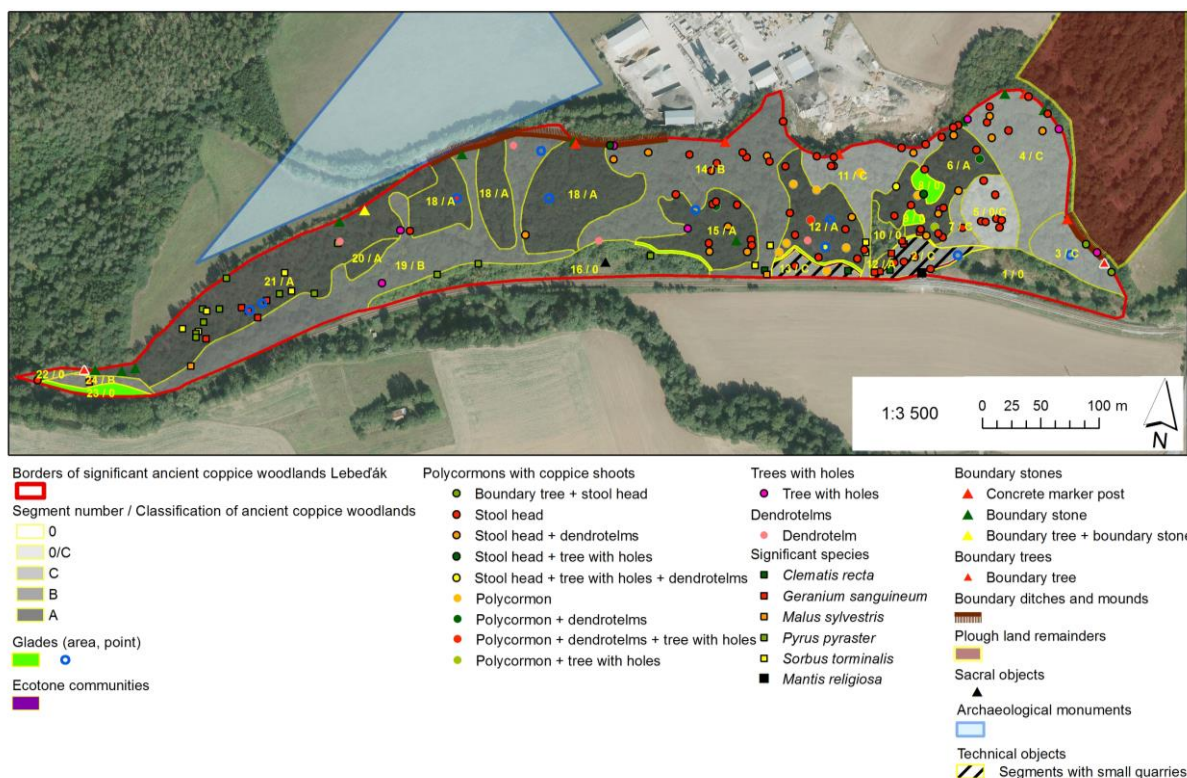 4 / C
6 / A
11 / C
14 / B
18 / A
18 / A
18 / A
8 / 0
5 / 0/C
7 / C
12 / A
10 / 0
15 / A
20 / A
19 / B
21 / A
16 / 0
13 / C
12 / A
2 / C
1 / 0
3 / C
22 / 0
24 / B
23 / 0
1:3 500
0 25 50 100 m
N
Borders of significant ancient coppice woodlands Lebeďák
Segment number / Classification of ancient coppice woodlands
0
0/C
C
B
A
Glades (area, point)
Ecotone communities
Polycormons with coppice shoots
Boundary tree + stool head
Stool head
Stool head + dendrotelms
Stool head + tree with holes
Stool head + tree with holes + dendrotelms
Polycormon
Polycormon + dendrotelms
Polycormon + dendrotelms + tree with holes
Polycormon + tree with holes
Trees with holes
Tree with holes
Dendrotelms
Dendrotelm
Significant species
Clematis recta
Geranium sanguineum
Malus sylvestris
Pyrus pyraster
Sorbus torminalis
Mantis religiosa
Boundary stones
Concrete marker post
Boundary stone
Boundary tree + boundary stone
Boundary trees
Boundary tree
Boundary ditches and mounds
Plough land remainders
Sacral objects
Archaeological monuments
Technical objects
Segments with small quarries